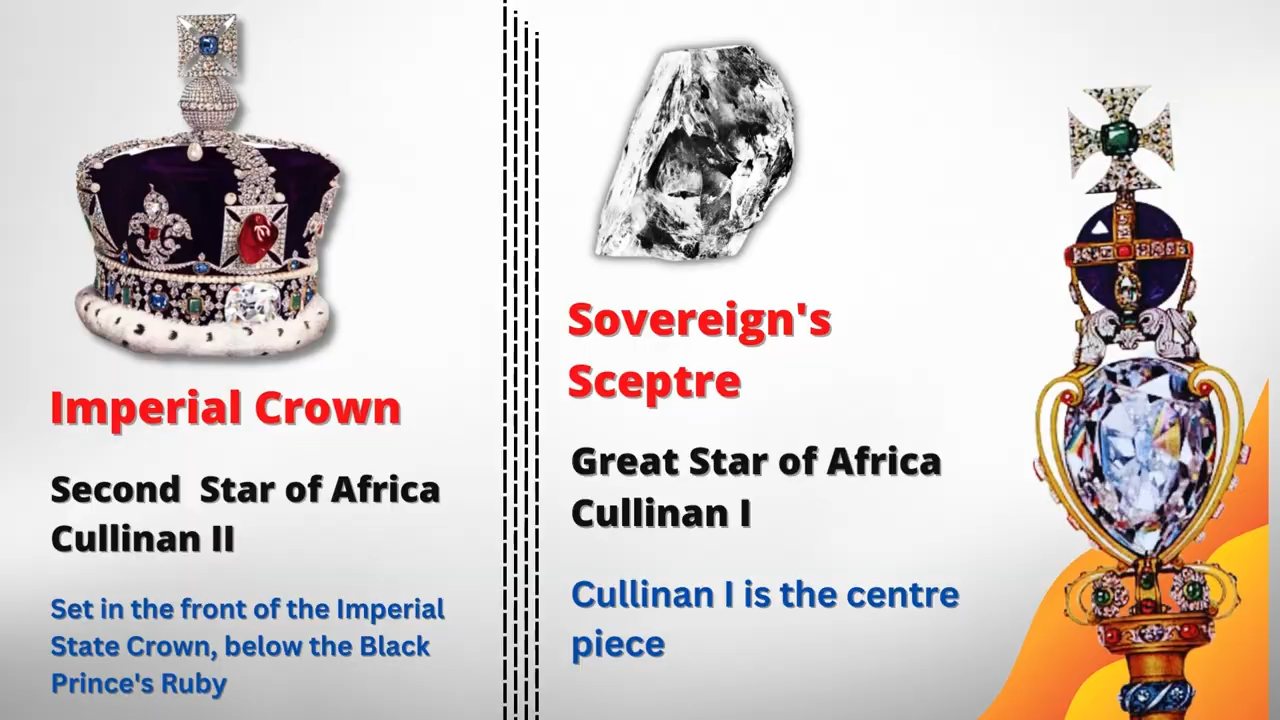 Imperial Crown
Second Star of Africa
Cullinan II
Set in the front of the Imperial
State Crown, below the Black
Prince's Ruby
Sovereign's
Sceptre
Great Star of Africa
Cullinan I
Cullinan I is the centre
piece